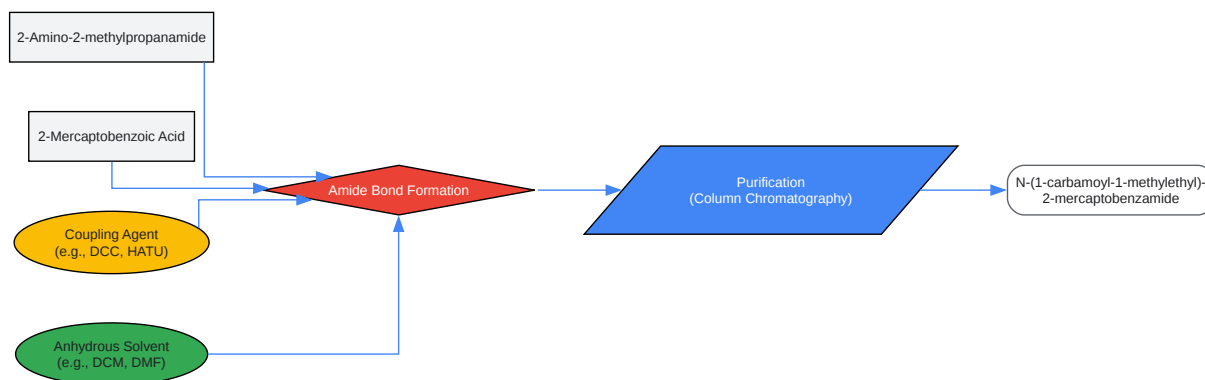 2-Amino-2-methylpropanamide
2-Mercaptobenzoic Acid
Coupling Agent
(e.g., DCC, HATU)
Anhydrous Solvent
(e.g., DCM, DMF)
Amide Bond Formation
Purification
(Column Chromatography)
N-(1-carbamoyl-1-methylethyl)-
2-mercaptobenzamide